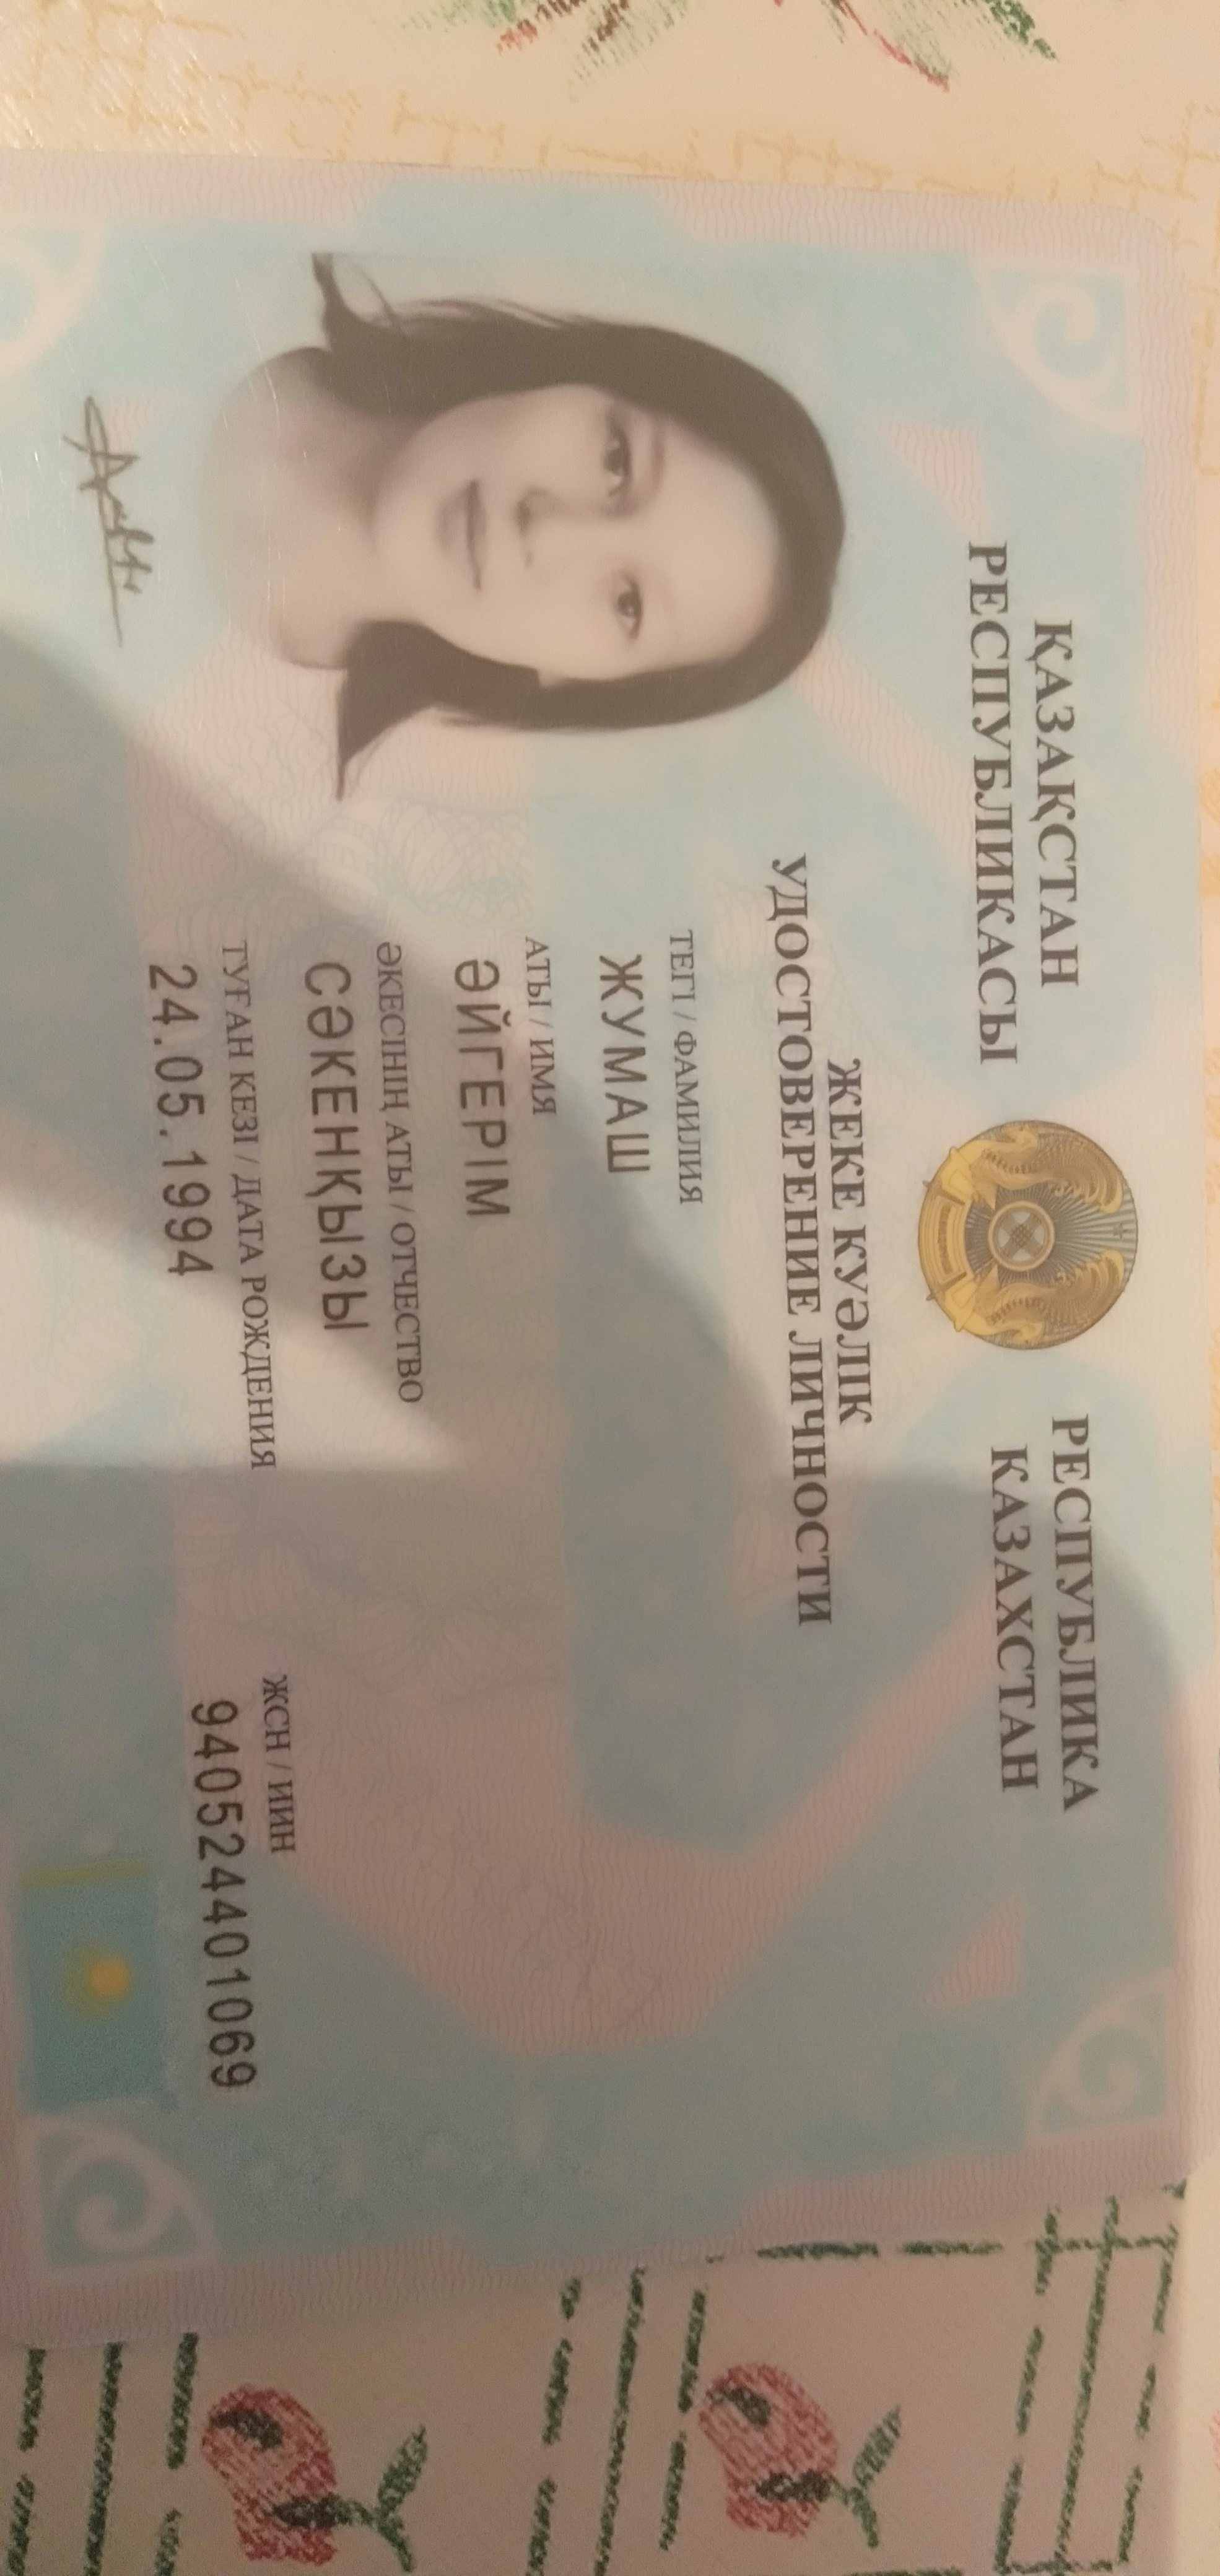 ҚАЗАҚСТАН
РЕСПУБЛИКАСЫ
РЕСПУБЛИКА
КАЗАХСТАН
ЖЕКЕ КУӘЛІК
УДОСТОВЕРЕНИЕ ЛИЧНОСТИ
ТЕГІ / ФАМИЛИЯ
ЖУМАШ
АТЫ / ИМЯ
ӘЙГЕРІМ
ӘКЕСІНІҢ АТЫ / ОТЧЕСТВО
СӘКЕНҚЫЗЫ
ТУҒАН КЕЗІ / ДАТА РОЖДЕНИЯ
24.05.1994
ЖСН / ИИН
940524401069